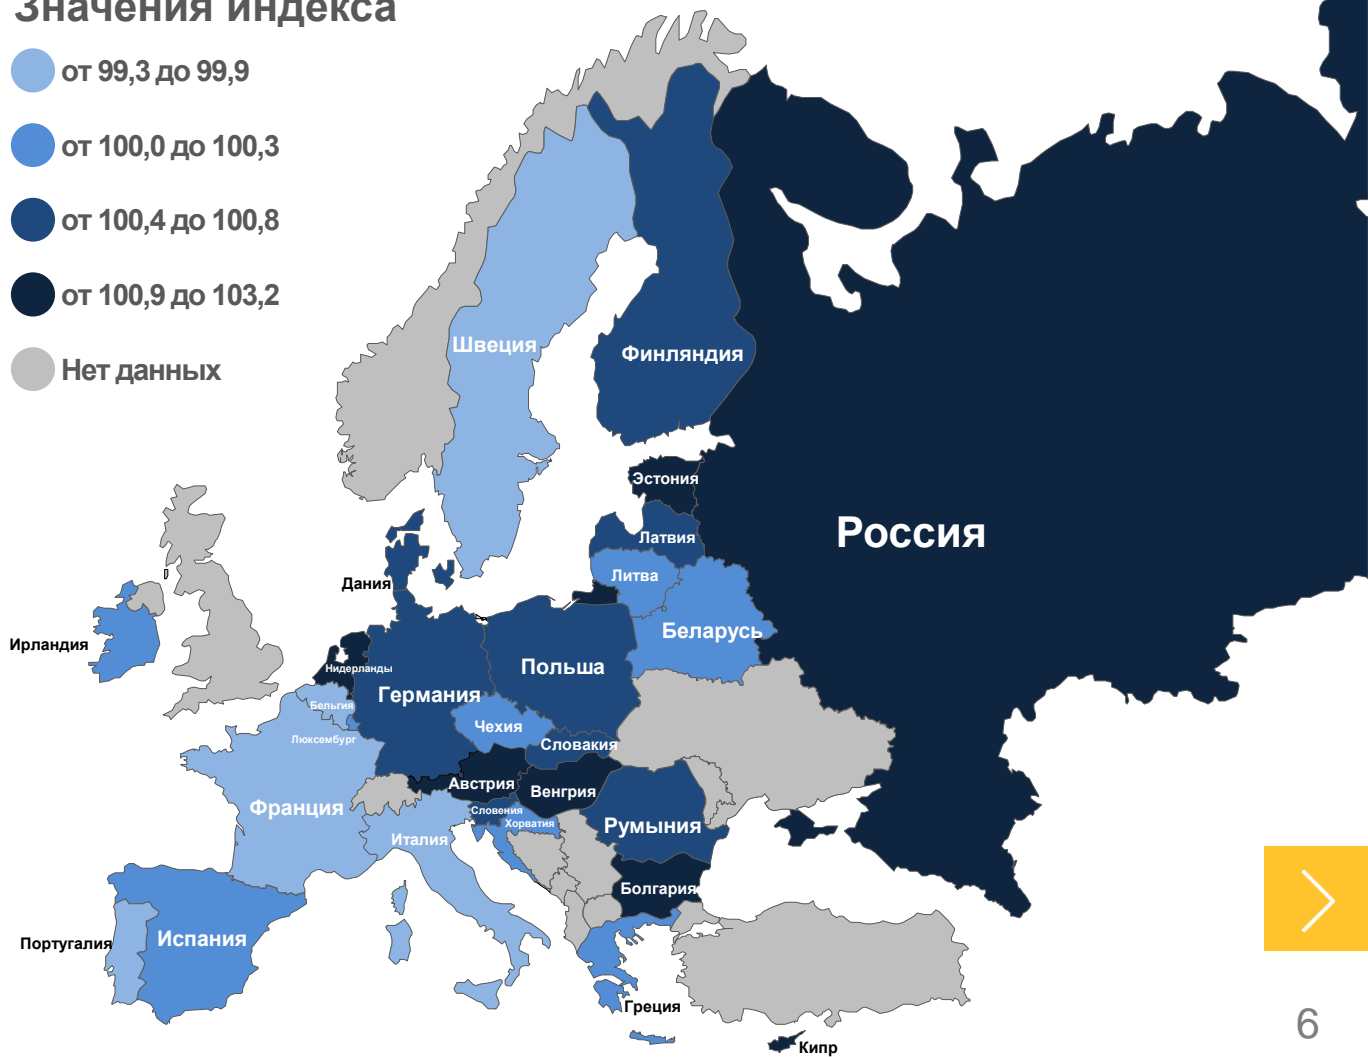 Значения индекса
от 99,3 до 99,9
от 100,0 до 100,3
от 100,4 до 100,8
от 100,9 до 103,2
Нет данных
Швеция
Финляндия
Эстония
Россия
Латвия
Дания
Литва
Беларусь
Ирландия
Нидерланды
Польша
Германия
Бельгия
Чехия
Люксембург
Словакия
Австрия
Венгрия
Франция
Словения
Хорватия
Румыния
Италия
Болгария
Испания
Португалия
Греция
Кипр
6